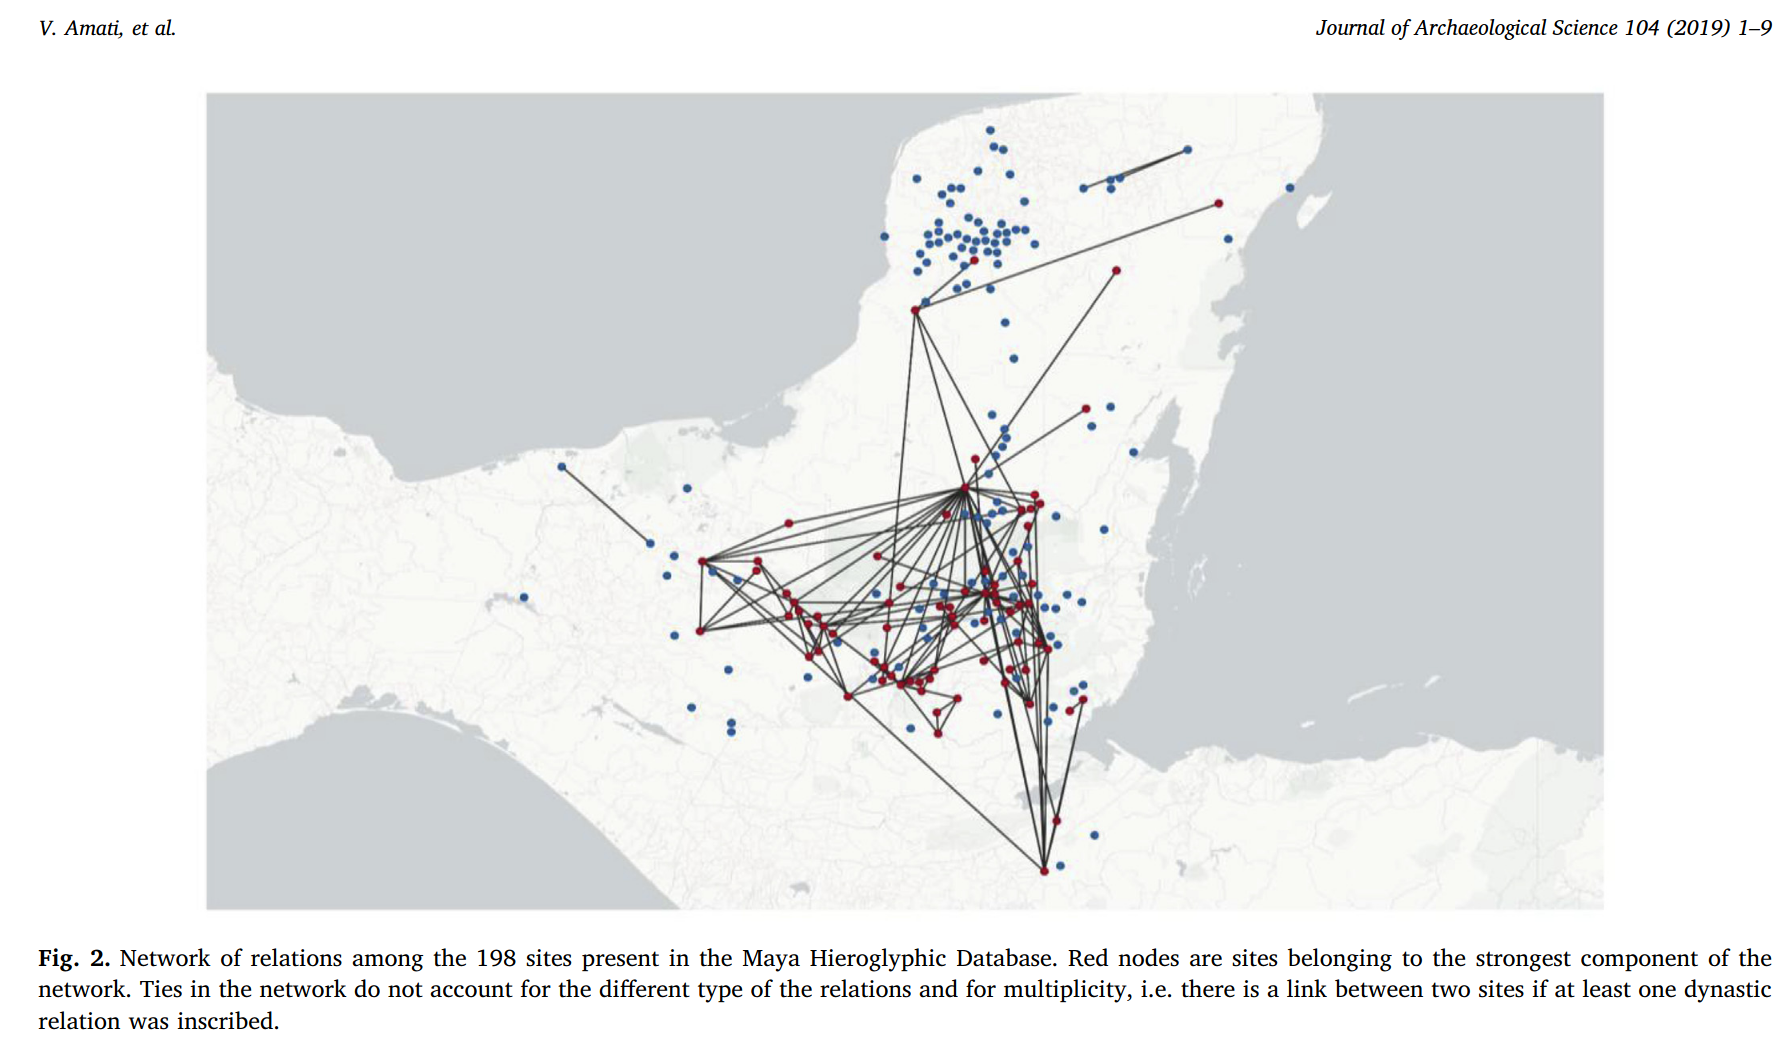 V. Amati, et al.
Journal of Archaeological Science 104 (2019) 1–9
Fig. 2. Network of relations among the 198 sites present in the Maya Hieroglyphic Database. Red nodes are sites belonging to the strongest component of the
network. Ties in the network do not account for the different type of the relations and for multiplicity, i.e. there is a link between two sites if at least one dynastic
relation was inscribed.